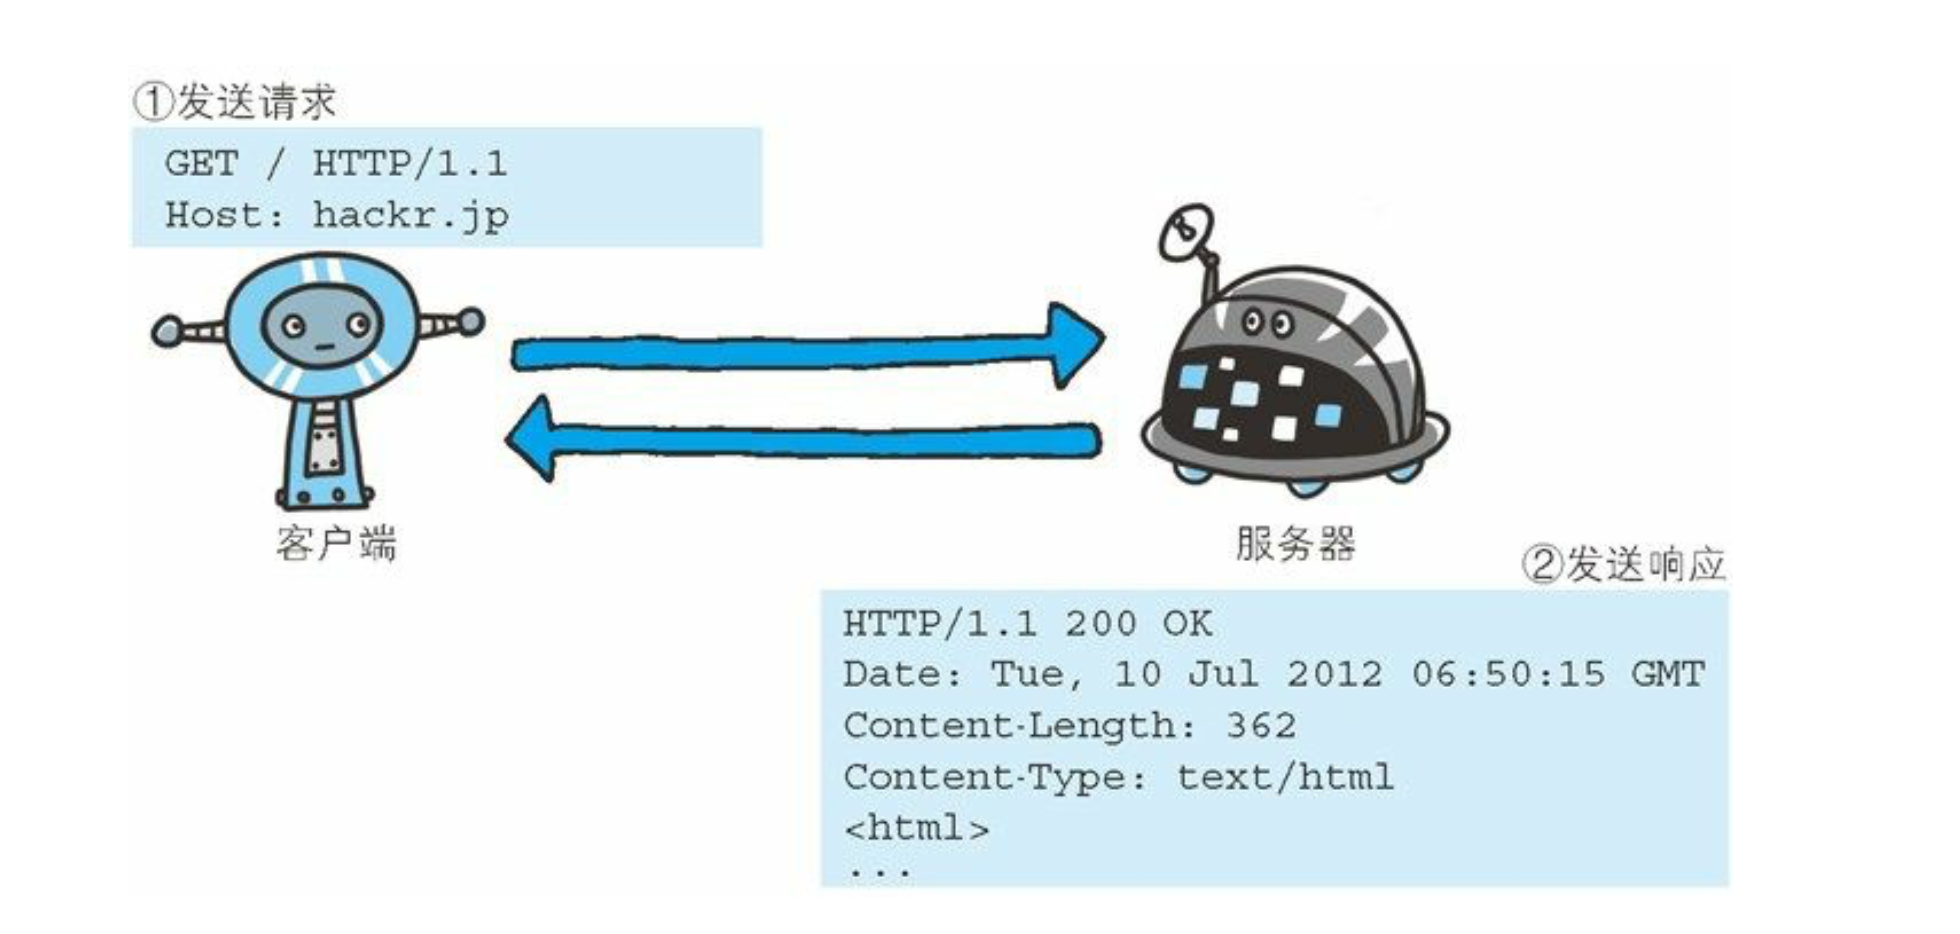 ①发送请求
GET / HTTP/1.1
Host: hackr.jp
客户端
服务器
②发送响应
HTTP/1.1 200 OK
Date: Tue, 10 Jul 2012 06:50:15 GMT
Content-Length: 362
Content-Type: text/html
<html>
...